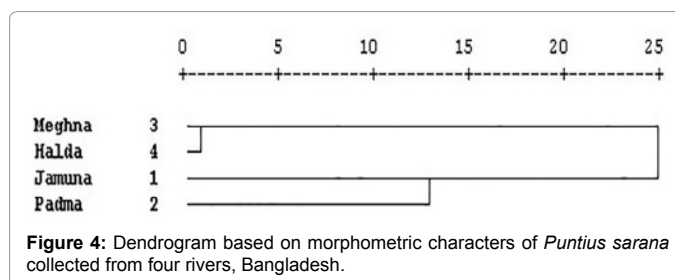 0 5 10 15 20 25
+---------+---------+---------+---------+---------+
Meghna 3
Halda 4
Jamuna 1
Padma 2
Figure 4: Dendrogram based on morphometric characters of Puntius sarana
collected from four rivers, Bangladesh.